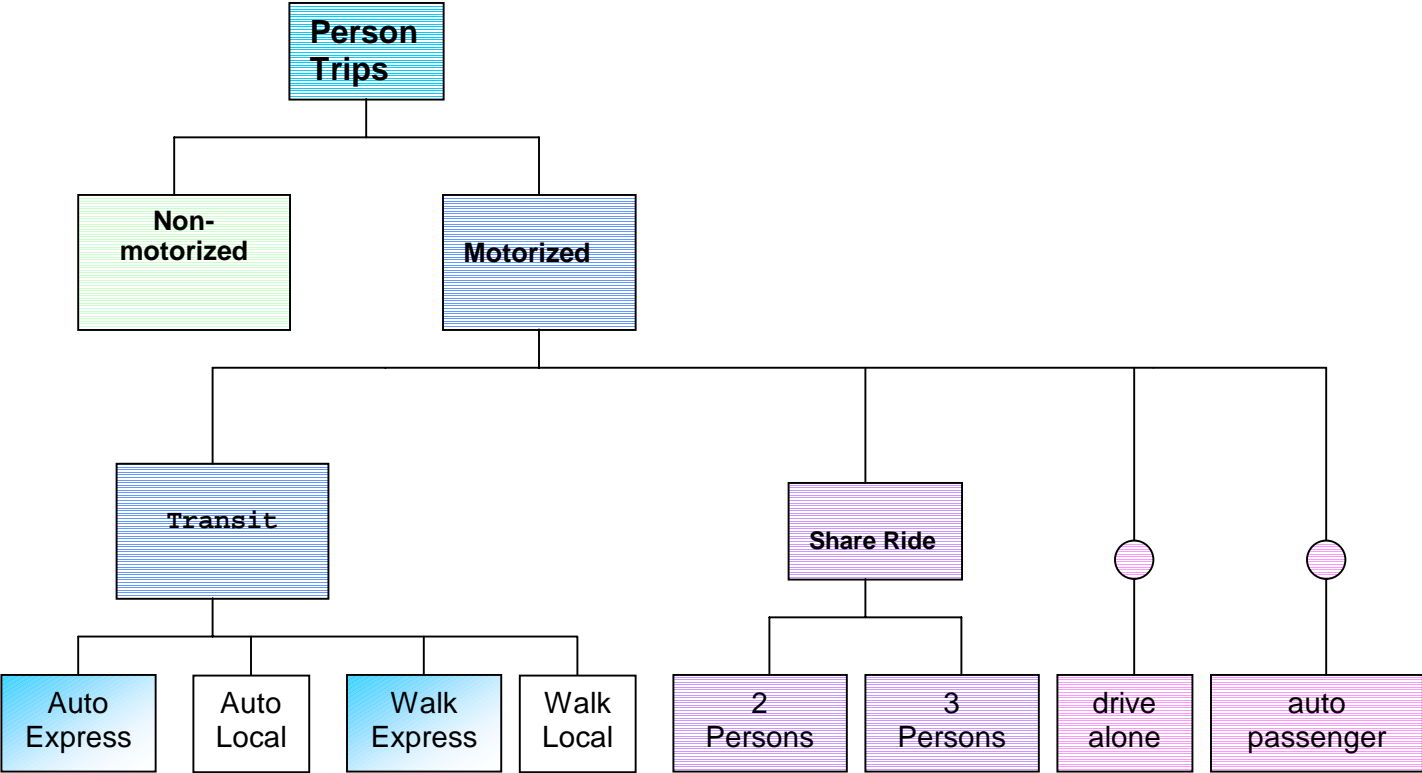 Person
Trips
Non-
motorized
Motorized
Transit
Share Ride
Auto
Express
Auto
Local
Walk
Express
Walk
Local
2
Persons
3
Persons
drive
alone
auto
passenger